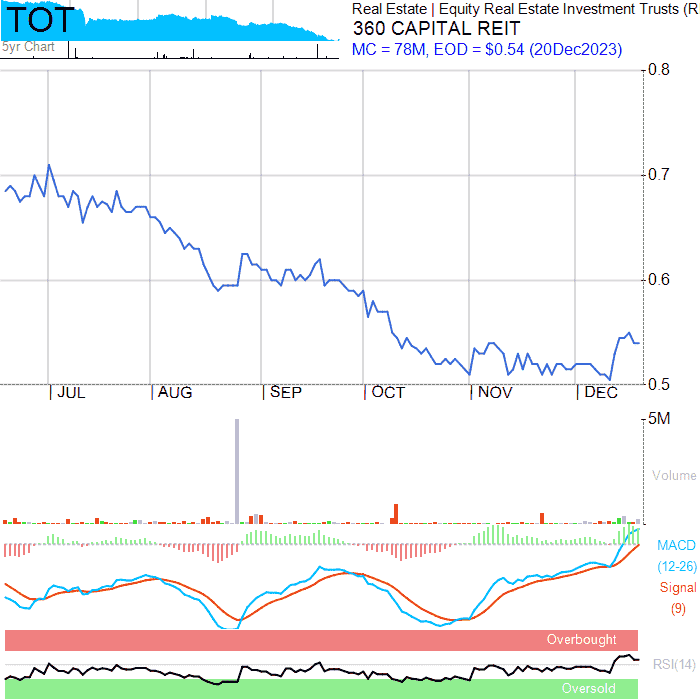 TOT
5yr Chart
Real Estate | Equity Real Estate Investment Trusts (R
360 CAPITAL REIT
MC = 78M, EOD = $0.54 (20Dec2023)
0.8
0.7
0.6
0.5
JUL AUG SEP OCT NOV DEC
5M
Volume
MACD
(12-26)
Signal
(9)
Overbought
RSI(14)
Oversold